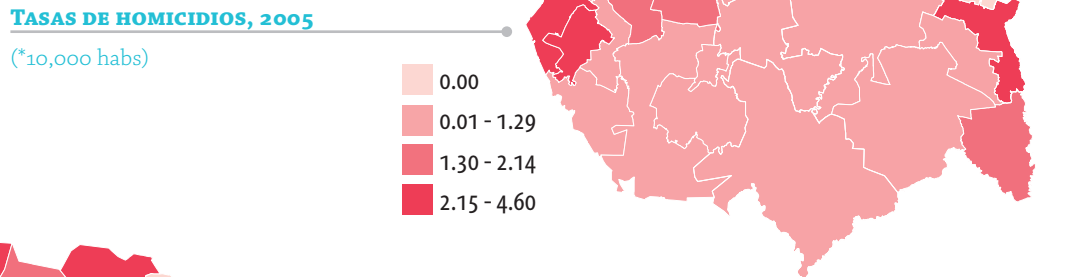 TASAS DE HOMICIDIOS, 2005
(*10,000 habs)
0.00
0.01 - 1.29
1.30 - 2.14
2.15 - 4.60